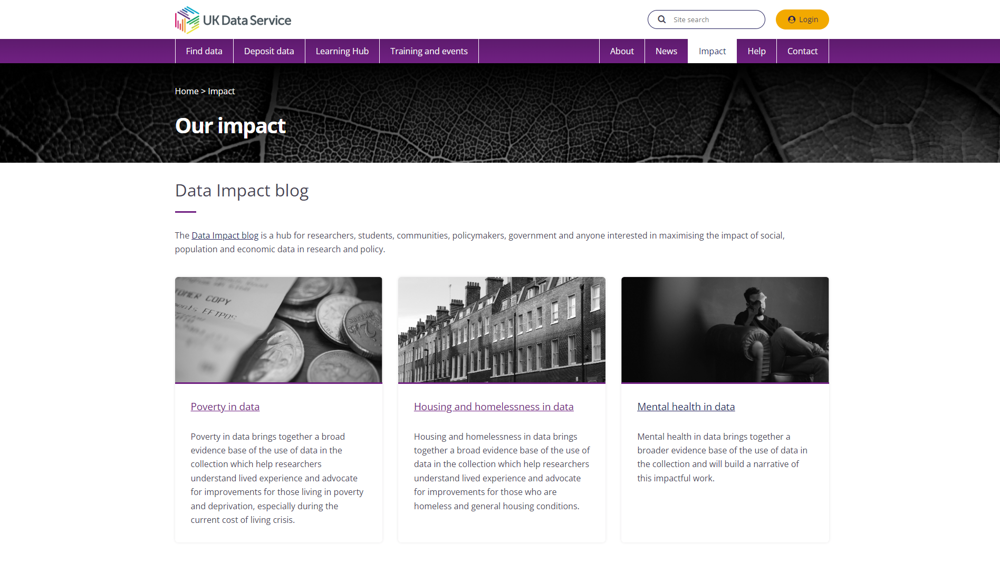 UK Data Service
Site search
Login
Find data
Deposit data
Learning Hub
Training and events
About
News
Impact
Help
Contact
Home > Impact
Our impact
Data Impact blog
The Data Impact blog is a hub for researchers, students, communities, policymakers, government and anyone interested in maximising the impact of social,
population and economic data in research and policy.
COPY
EFTPOS
Poverty in data
Poverty in data brings together a broad
evidence base of the use of data in the
collection which help researchers
understand lived experience and advocate
for improvements for those living in poverty
and deprivation, especially during the
current cost of living crisis.
Housing and homelessness in data
Housing and homelessness in data brings
together a broad evidence base of the use of
data in the collection which help researchers
understand lived experience and advocate
for improvements for those who are
homeless and general housing conditions.
Mental health in data
Mental health in data brings together a
broader evidence base of the use of data in
the collection and will build a narrative of
this impactful work.